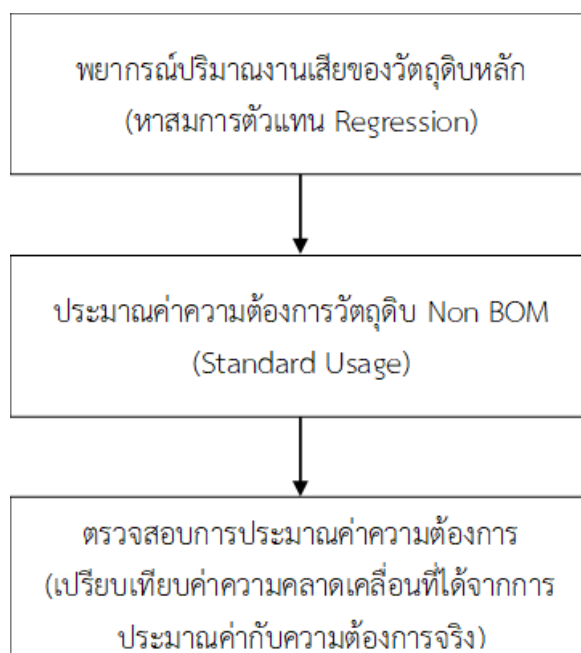 พยากรณ์ปริมาณงานเสียของวัตถุดิบหลัก
(หาสมการตัวแทน Regression)
ประมาณค่าความต้องการวัตถุดิบ Non BOM
(Standard Usage)
ตรวจสอบการประมาณค่าความต้องการ
(เปรียบเทียบค่าความคลาดเคลื่อนที่ได้จากการ
ประมาณค่ากับความต้องการจริง)